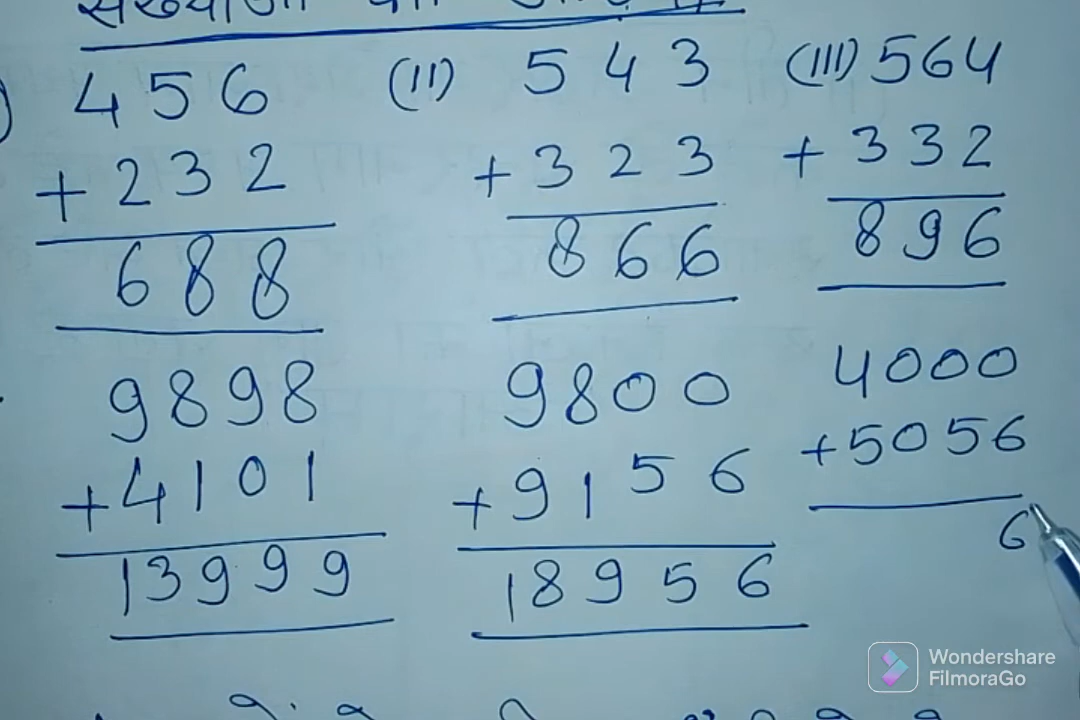 456 (II) 543 (III) 564
+ 232 + 323 + 332
688 866 896
9898 9800 4000
+ 4101 + 9156 + 5056
13999 18956 6
Wondershare
FilmoraGo